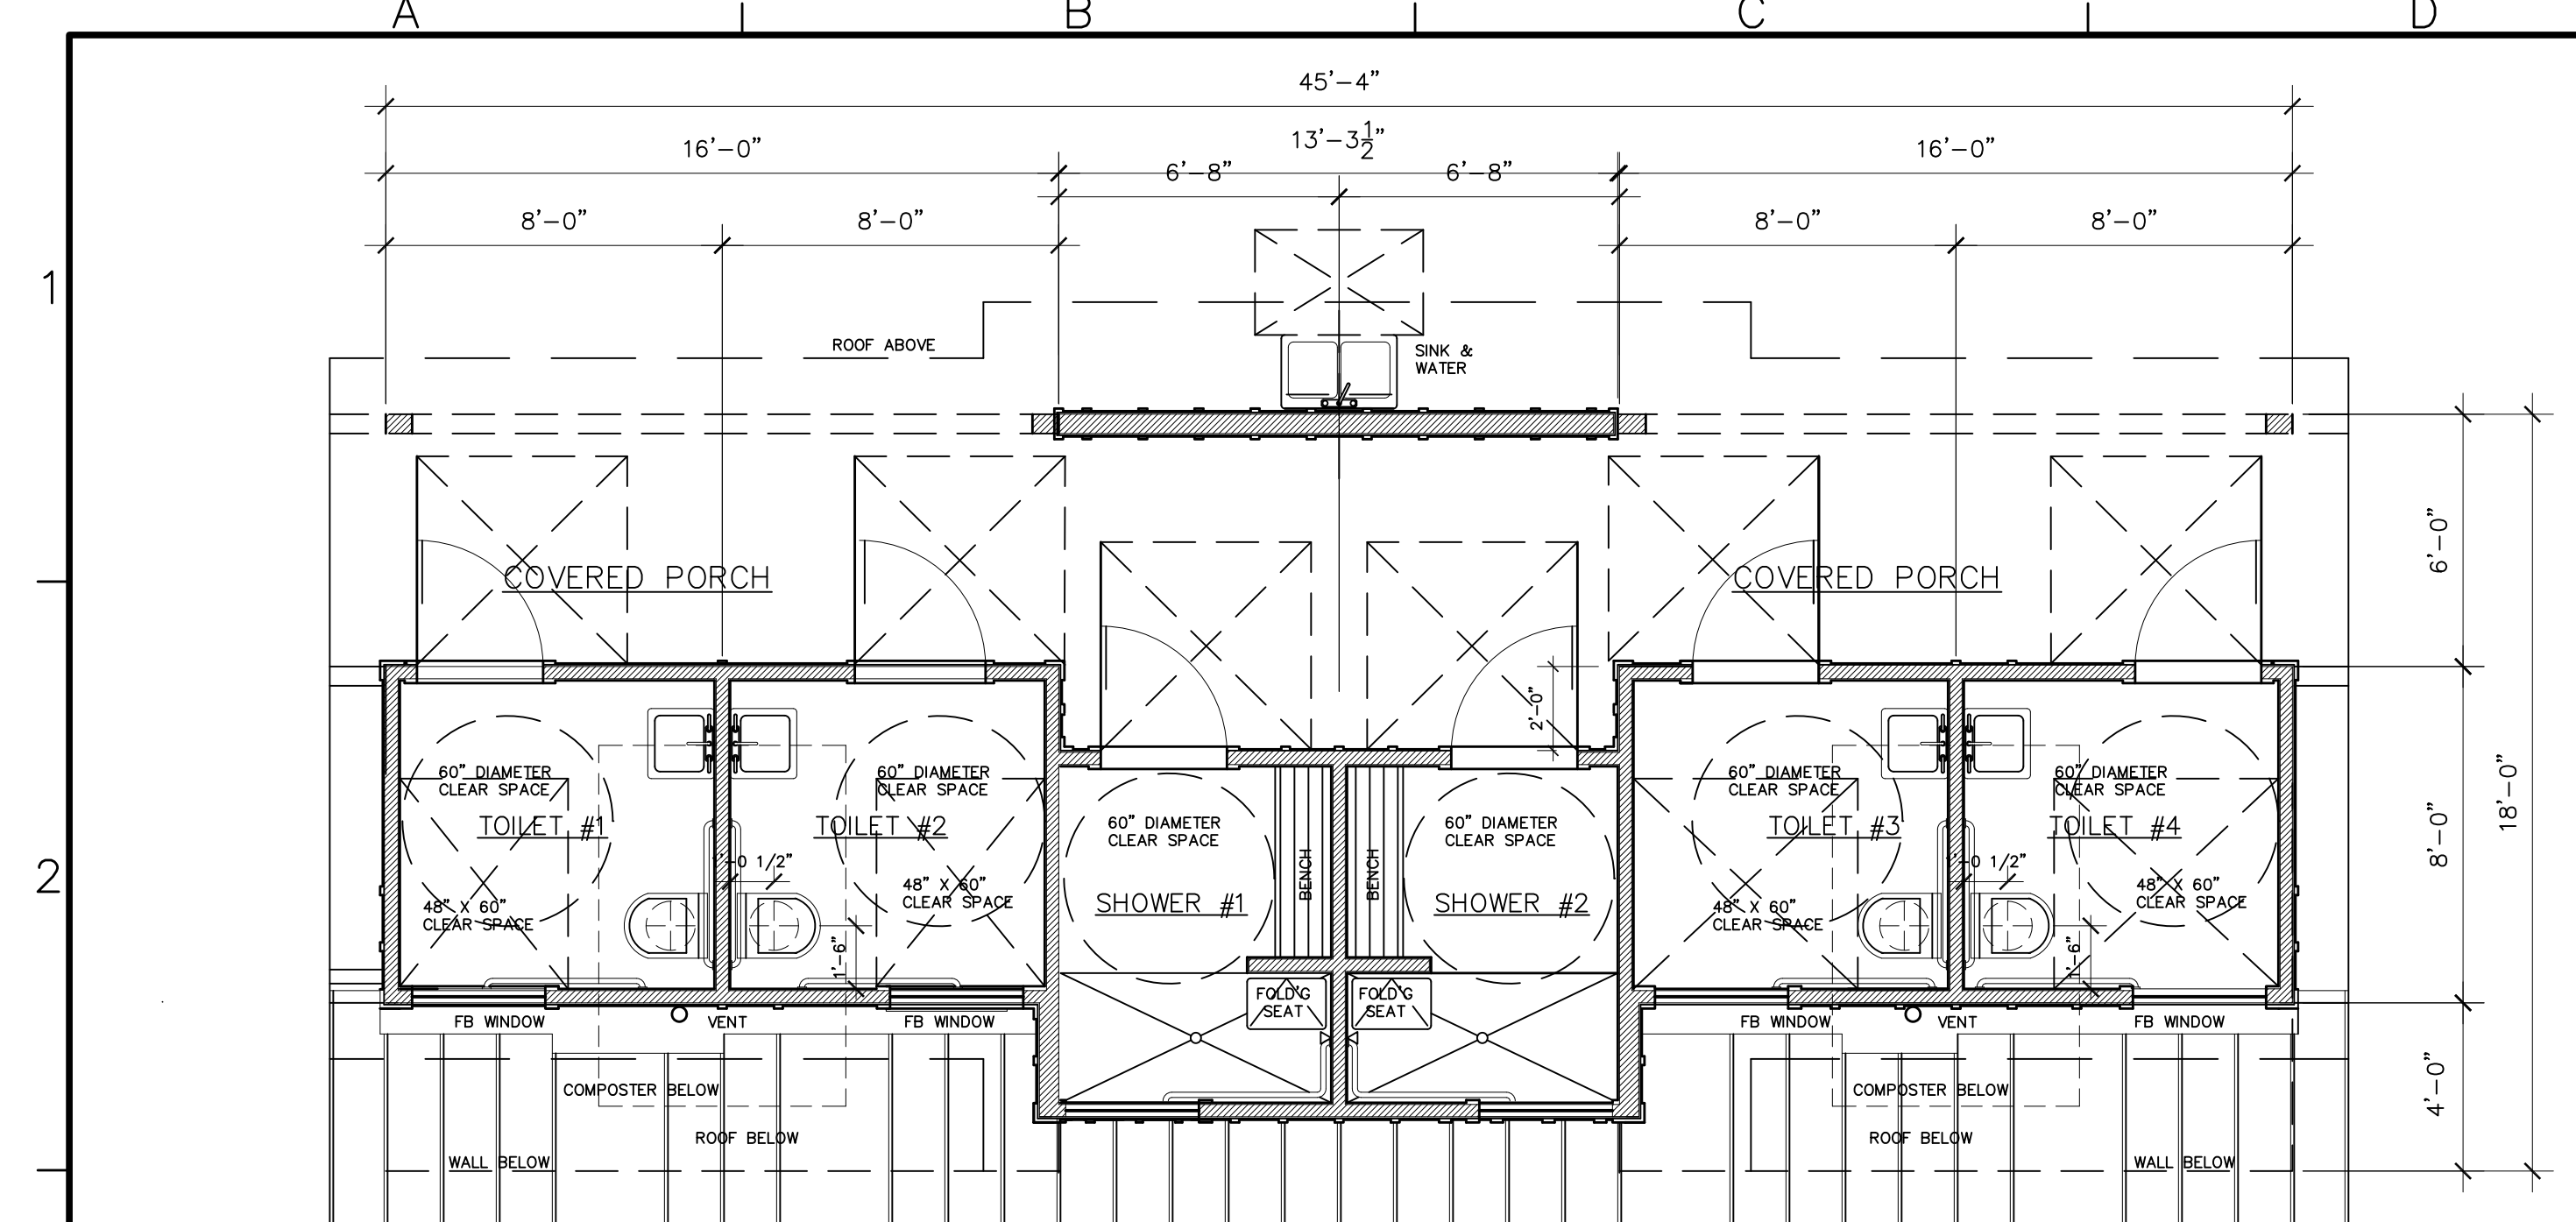 A
B
C
D
45'-4"
16'-0"
13'-3 1/2"
16'-0"
6'-8"
6'-8"
8'-0"
8'-0"
8'-0"
8'-0"
1
ROOF ABOVE
SINK &
WATER
6'-0"
COVERED PORCH
COVERED PORCH
2'-0"
60" DIAMETER
CLEAR SPACE
60" DIAMETER
CLEAR SPACE
60" DIAMETER
CLEAR SPACE
60" DIAMETER
CLEAR SPACE
18'-0"
TOILET #1
TOILET #2
60" DIAMETER
CLEAR SPACE
60" DIAMETER
CLEAR SPACE
TOILET #3
TOILET #4
8'-0"
2
'-0 1/2"
'-0 1/2"
BENCH
BENCH
48" X 60"
CLEAR SPACE
48" X 60"
CLEAR SPACE
SHOWER #1
SHOWER #2
48" X 60"
CLEAR SPACE
48" X 60"
CLEAR SPACE
1'-6"
1'-6"
FOLD'G
SEAT
FOLD'G
SEAT
FB WINDOW
VENT
FB WINDOW
FB WINDOW
VENT
FB WINDOW
COMPOSTER BELOW
COMPOSTER BELOW
4'-0"
ROOF BELOW
ROOF BELOW
WALL BELOW
WALL BELOW